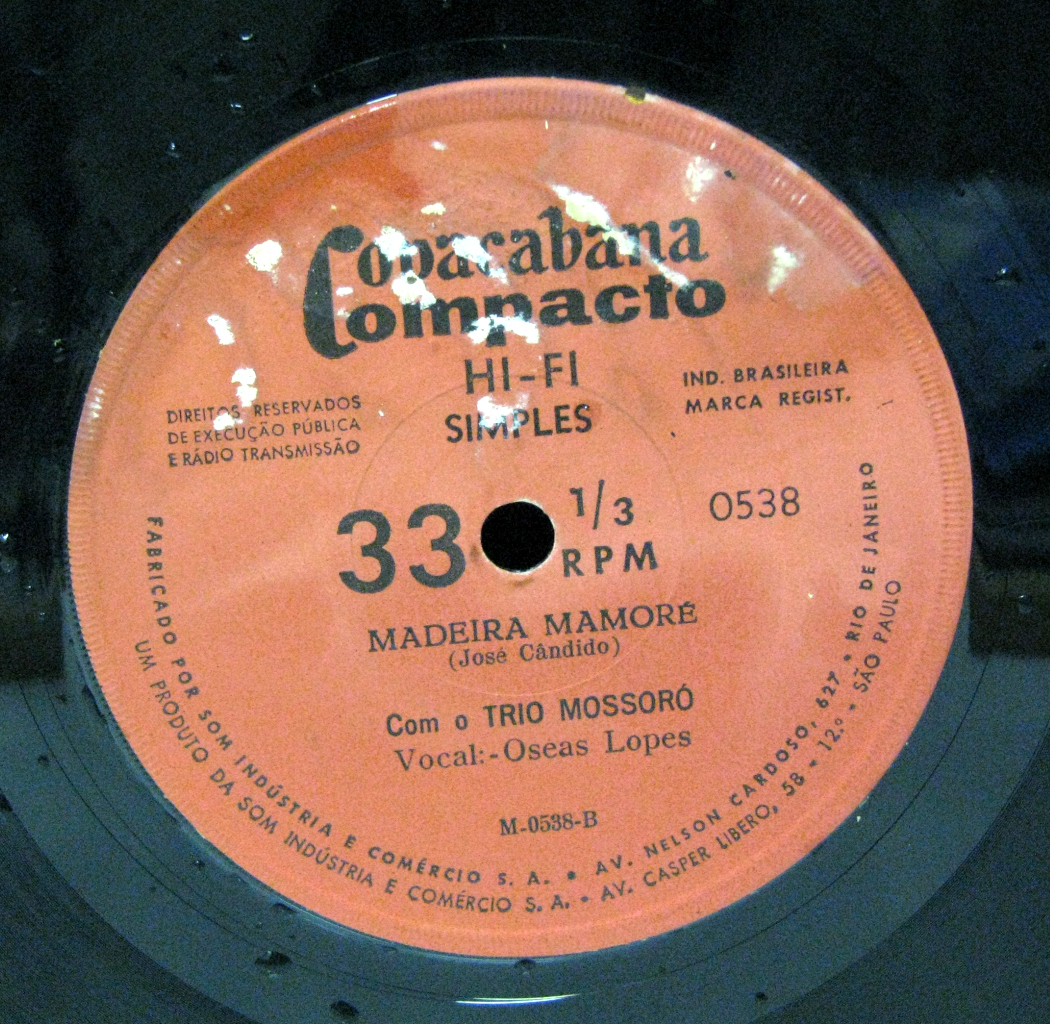 Copacabana
Compacto
HI-FI
SIMPLES
DIREITOS RESERVADOS
DE EXECUÇÃO PÚBLICA
E RÁDIO TRANSMISSÃO
IND. BRASILEIRA
MARCA REGIST.
33 1/3
RPM
0538
MADEIRA MAMORÉ
(José Cândido)
Com o TRIO MOSSORÓ
Vocal:-Oséas Lopes
M-0538-B
FABRICADO POR SOM INDÚSTRIA E COMÉRCIO S. A. • AV. NELSON CARDOSO, 627 • RIO DE JANEIRO
UM PRODUTO DA SOM INDÚSTRIA E COMÉRCIO S. A. • AV. CASPER LIBERO, 58 - 12.º - SÃO PAULO